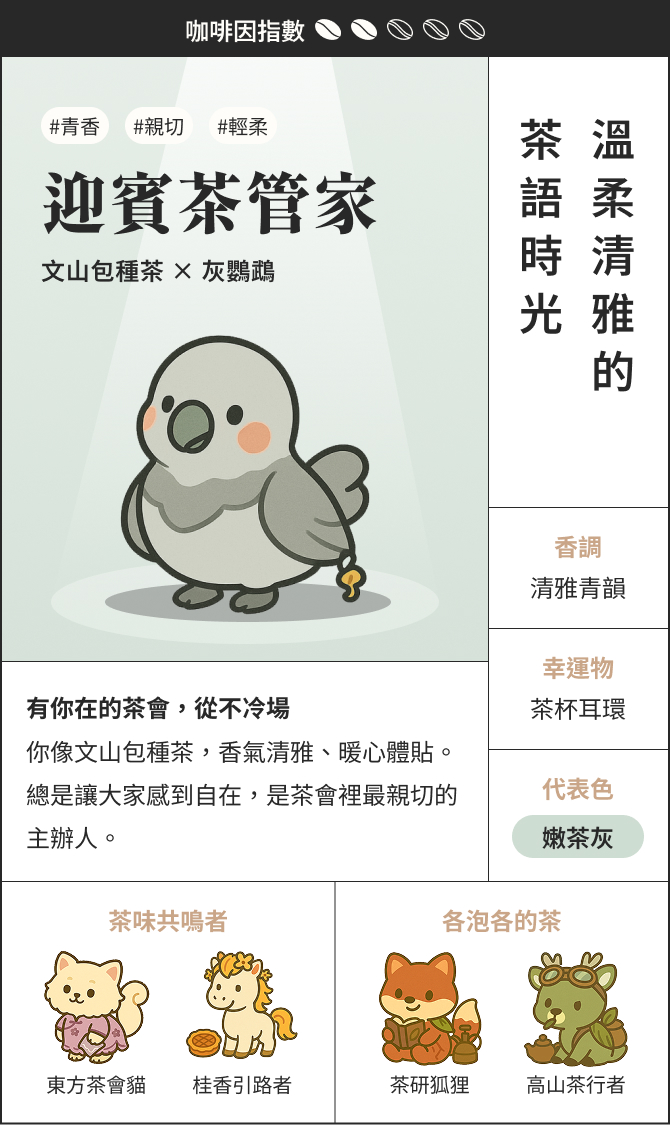 咖啡因指數
#青香 #親切 #輕柔
迎賓茶管家
文山包種茶 × 灰鸚鵡
溫柔清雅的
茶語時光
香調
清雅青韻
幸運物
茶杯耳環
代表色
嫩茶灰
有你在的茶會，從不冷場
你像文山包種茶，香氣清雅、暖心體貼。
總是讓大家感到自在，是茶會裡最親切的
主辦人。
茶味共鳴者
東方茶會貓 桂香引路者
各泡各的茶
茶研狐狸 高山茶行者